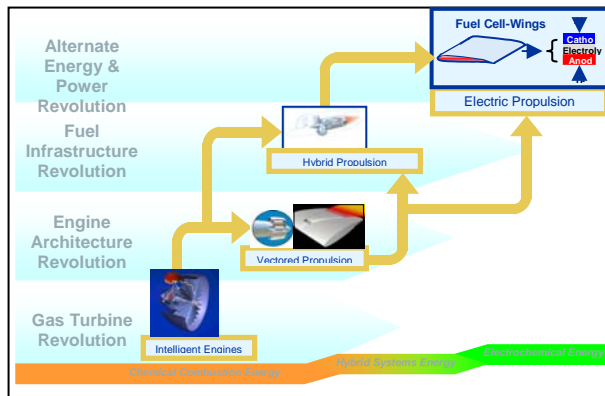 Alternate
Energy &
Power
Revolution
Fuel Cell-Wings
Catho
Electroly
Anod
Electric Propulsion
Fuel
Infrastructure
Revolution
Hybrid Propulsion
Engine
Architecture
Revolution
Vectored Propulsion
Gas Turbine
Revolution
Intelligent Engines
Chemical Combustion Energy
Hybrid Systems Energy
Electrochemical Energy